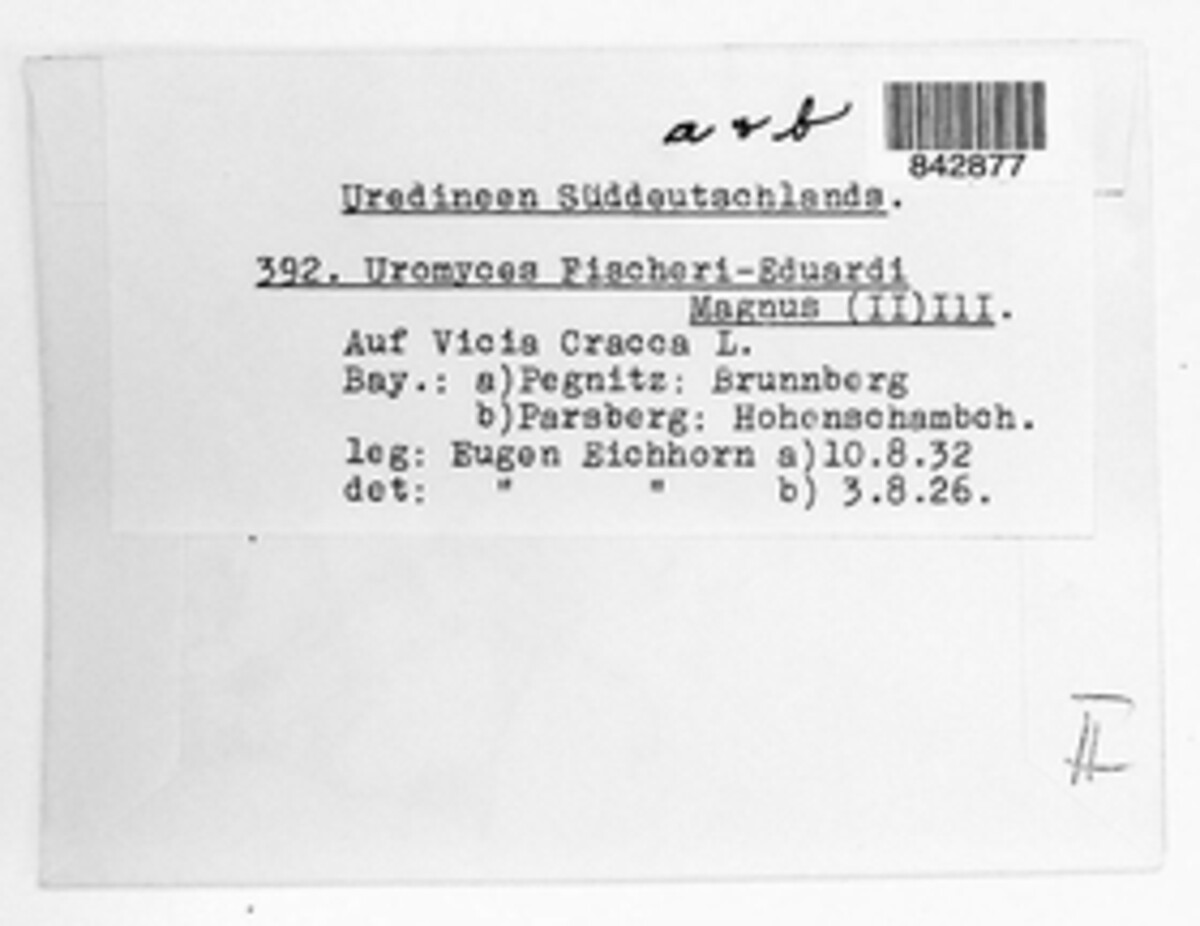 a & b
842877
Uredineen Süddeutschlands.
392. Uromyces Fischeri-Eduardi
Magnus (II)III.
Auf Vicia Cracca L.
Bay.: a)Pegnitz: Brunnberg
b)Parsberg: Hohenschambch.
leg: Eugen Eichhorn a)10.8.32
det: " " b) 3.8.26.
II